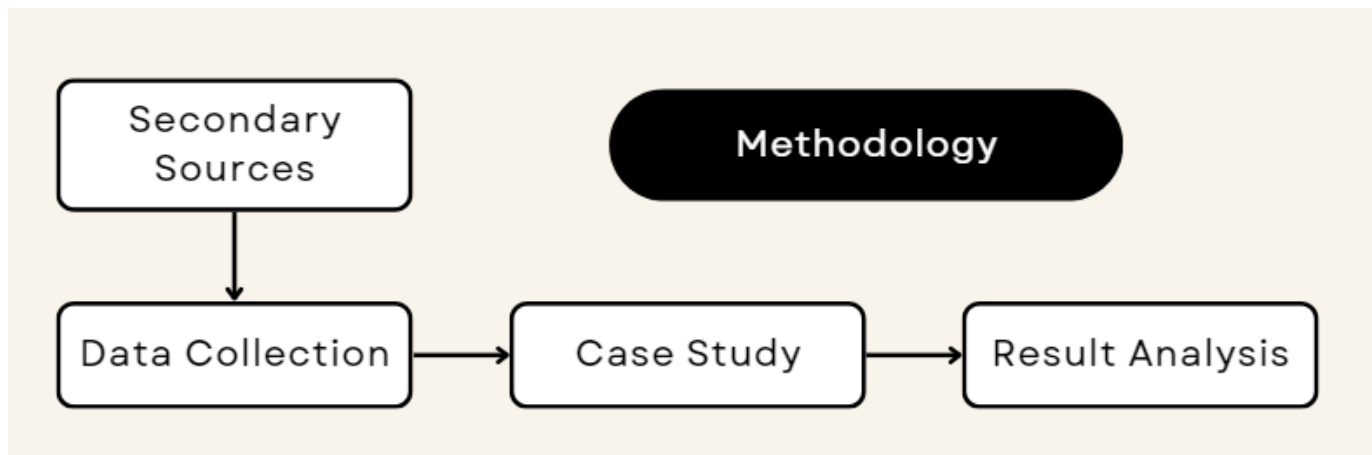 Secondary
Sources
Methodology
Data Collection
Case Study
Result Analysis